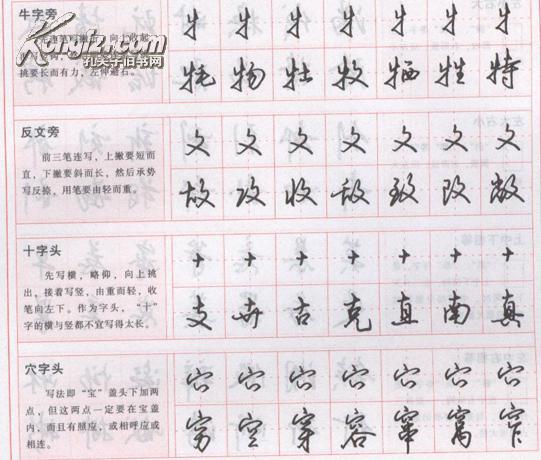 牛字旁
Kongfz.com
孔夫子旧书网
挑要长而有力,左伸避右。
牜 牜 牜 牜 牜 牜 牜
牦 物 牡 牧 牺 牲 特
反文旁
前三笔连写,上撇要短而
直,下撇要斜而长,然后承势
写反捺。用笔要由轻而重。
攵 攵 攵 攵 攵 攵 攵
故 攻 收 敌 致 改 敞
十字头
先写横,略仰,向上挑
出,接着写竖,由重而轻,收
笔向左下。作为字头,“十”
字的横与竖都不宜写得太长。
十 十 十 十 十 十 十
支 卉 古 克 直 南 真
穴字头
写法即“宝”盖头下加两
点,但这两点一定要在宝盖
内,而且有照应,或相呼应或
相连。
穴 穴 穴 穴 穴 穴 穴
穷 空 穿 容 窜 窝 窄